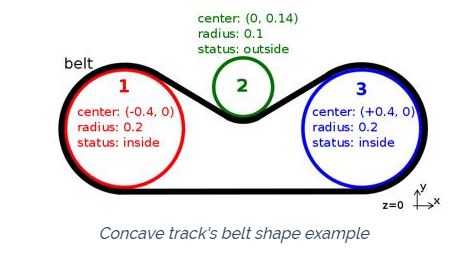 center: (0, 0.14)
radius: 0.1
status: outside
belt
1
2
3
center: (-0.4, 0)
radius: 0.2
status: inside
center: (+0.4, 0)
radius: 0.2
status: inside
y
z=0
x
Concave track's belt shape example